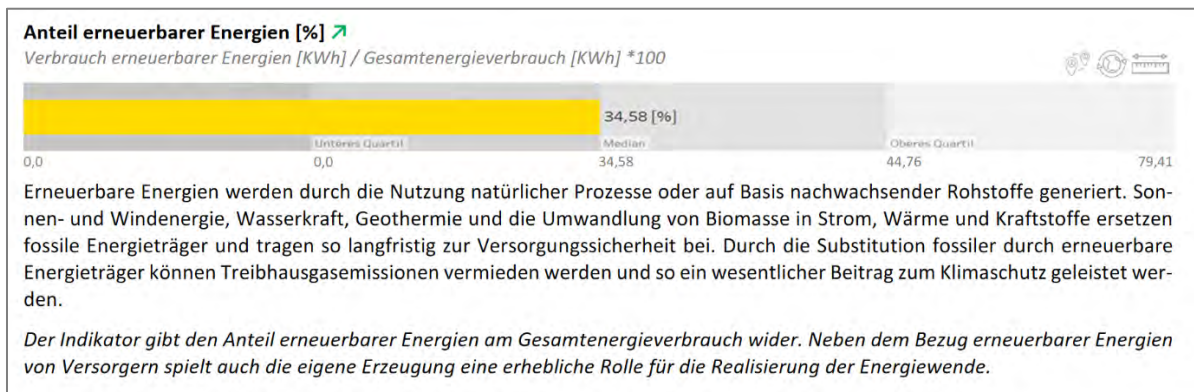 Anteil erneuerbarer Energien [%]
Verbrauch erneuerbarer Energien [KWh] / Gesamtenergieverbrauch [KWh] *100
34,58 [%]
Unteres Quartil Median Oberes Quartil
0,0 0,0 34,58 44,76 79,41
Erneuerbare Energien werden durch die Nutzung natürlicher Prozesse oder auf Basis nachwachsender Rohstoffe generiert. Son-
nen- und Windenergie, Wasserkraft, Geothermie und die Umwandlung von Biomasse in Strom, Wärme und Kraftstoffe ersetzen
fossile Energieträger und tragen so langfristig zur Versorgungssicherheit bei. Durch die Substitution fossiler durch erneuerbare
Energieträger können Treibhausgasemissionen vermieden werden und so ein wesentlicher Beitrag zum Klimaschutz geleistet wer-
den.
Der Indikator gibt den Anteil erneuerbarer Energien am Gesamtenergieverbrauch wider. Neben dem Bezug erneuerbarer Energien
von Versorgern spielt auch die eigene Erzeugung eine erhebliche Rolle für die Realisierung der Energiewende.